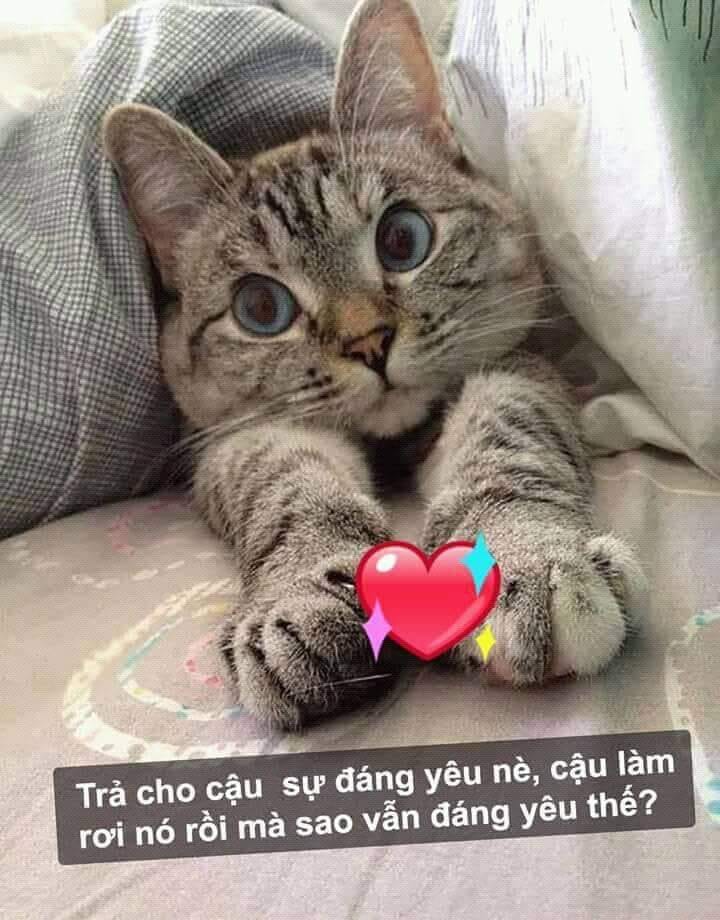 Trả cho cậu sự đáng yêu nè, cậu làm
rơi nó rồi mà sao vẫn đáng yêu thế?